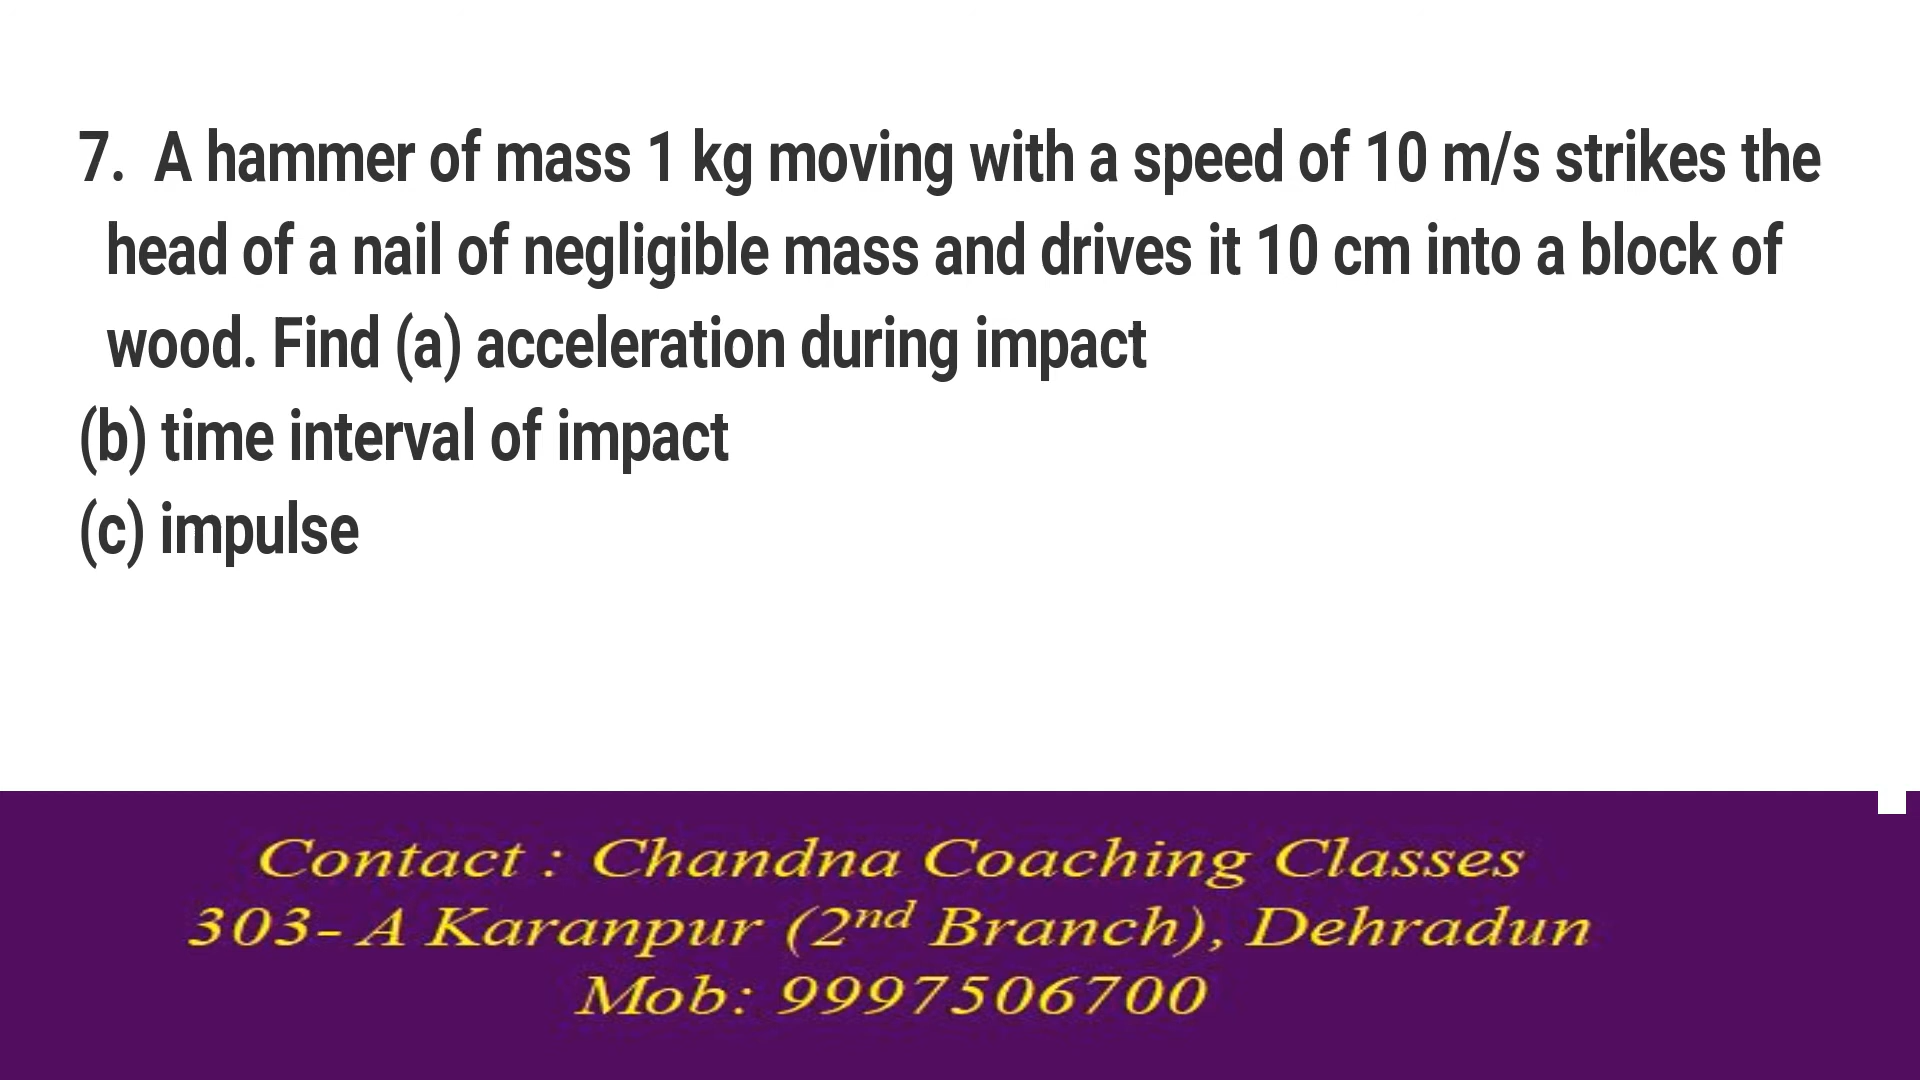 7. A hammer of mass 1 kg moving with a speed of 10 m/s strikes the
head of a nail of negligible mass and drives it 10 cm into a block of
wood. Find (a) acceleration during impact
(b) time interval of impact
(c) impulse
Contact : Chandna Coaching Classes
303- A Karanpur (2nd Branch), Dehradun
Mob: 9997506700